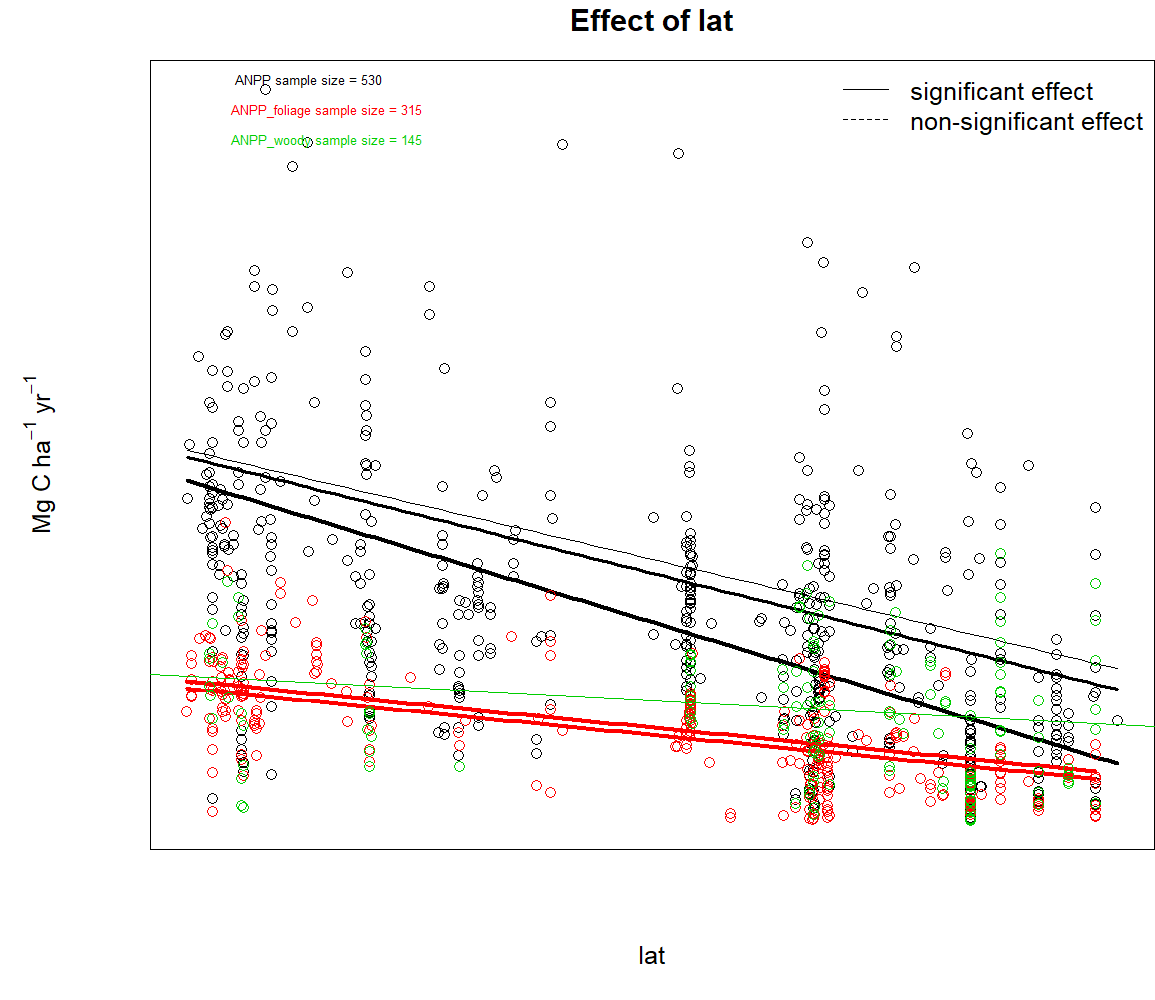 Effect of lat
ANPP sample size = 530
ANPP_foliage sample size = 315
ANPP_woody sample size = 145
significant effect
non-significant effect
Mg C ha⁻¹ yr⁻¹
lat